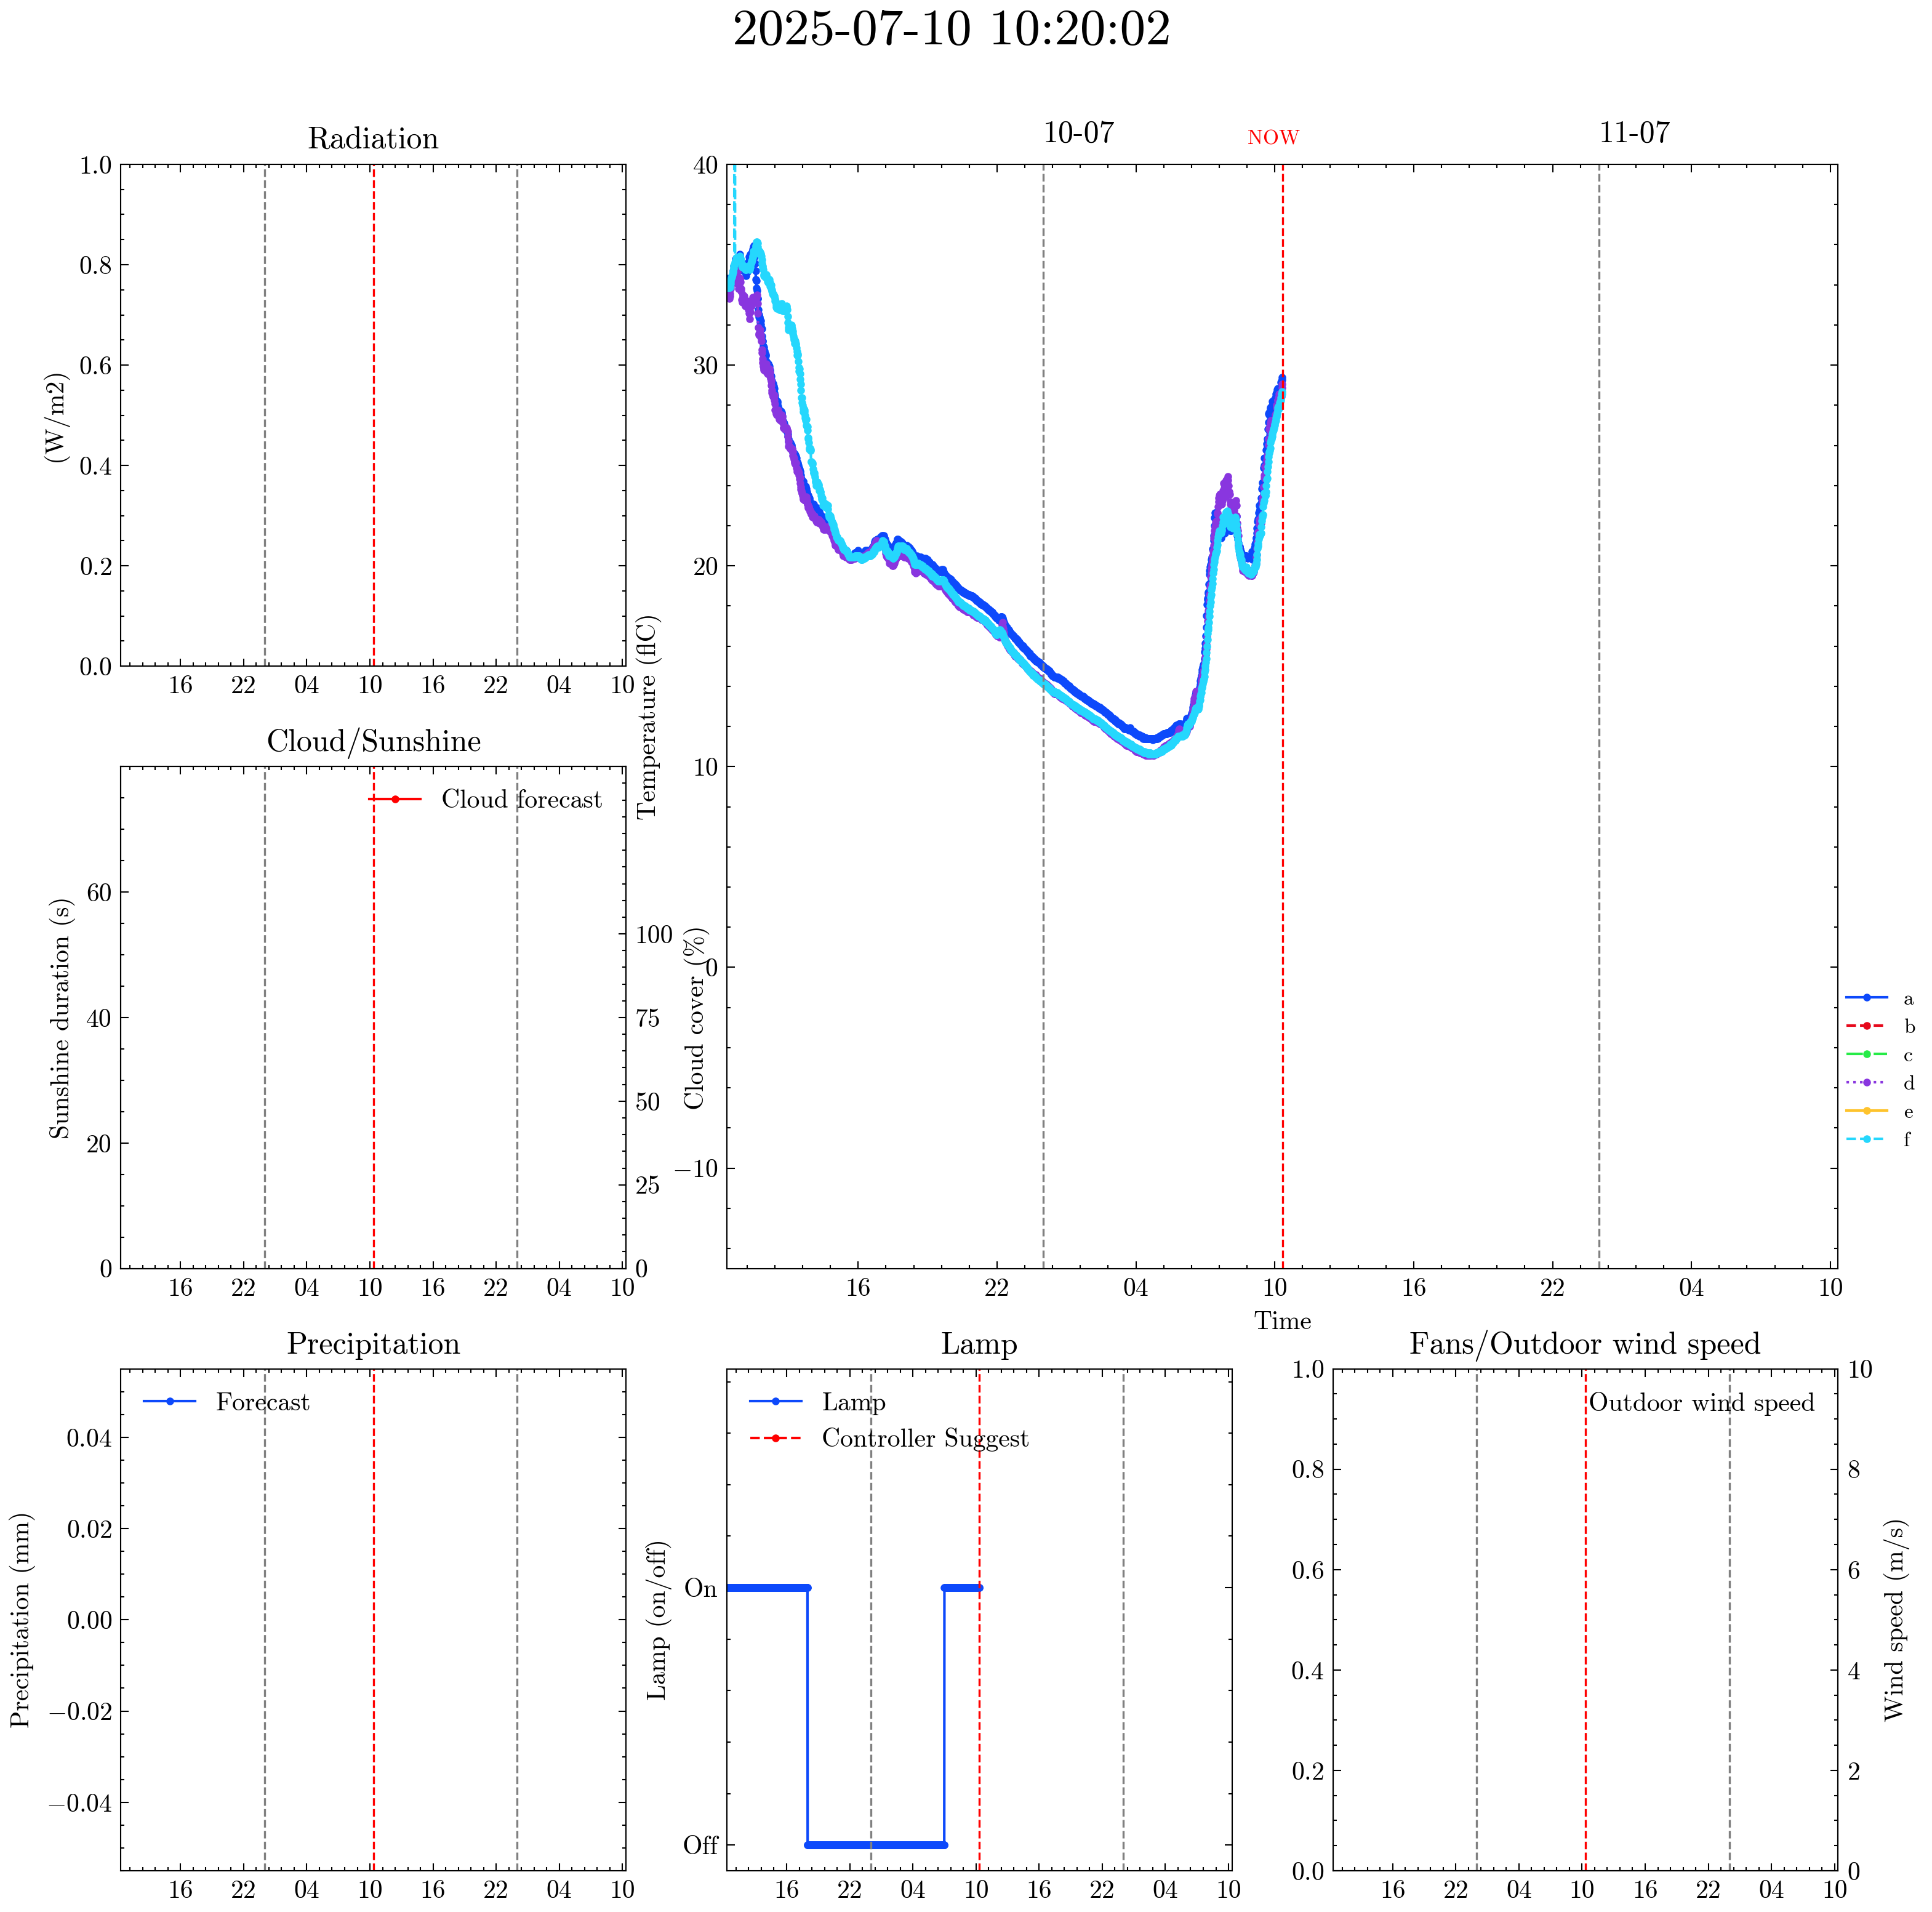 2025-07-10 10:20:02
Radiation
1.0
0.8
0.6
0.4
0.2
0.0
(W/m2)
16 22 04 10 16 22 04 10
10-07 NOW 11-07
40
30
20
10
0
−10
Temperature (flC)
16 22 04 10 16 22 04 10
Time
a
b
c
d
e
f
Cloud/Sunshine
Cloud forecast
60
40
20
0
Sunshine duration (s)
100
75
50
25
0
Cloud cover (%)
16 22 04 10 16 22 04 10
Precipitation
Forecast
0.04
0.02
0.00
−0.02
−0.04
Precipitation (mm)
16 22 04 10 16 22 04 10
Lamp
Lamp
Controller Suggest
On
Off
Lamp (on/off)
16 22 04 10 16 22 04 10
Fans/Outdoor wind speed
Outdoor wind speed
1.0
0.8
0.6
0.4
0.2
0.0
10
8
6
4
2
0
Wind speed (m/s)
16 22 04 10 16 22 04 10